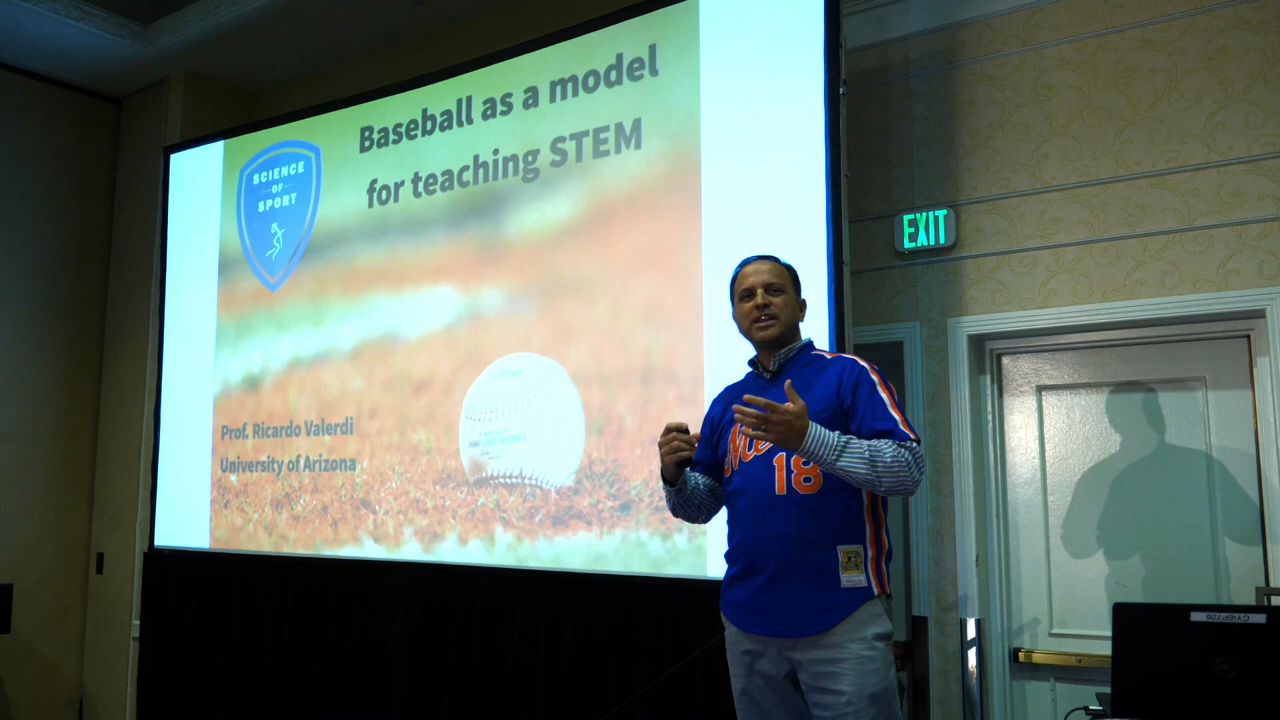 Baseball as a model
for teaching STEM
SCIENCE
OF
SPORT
Prof. Ricardo Valerdi
University of Arizona
EXIT
Mets
18